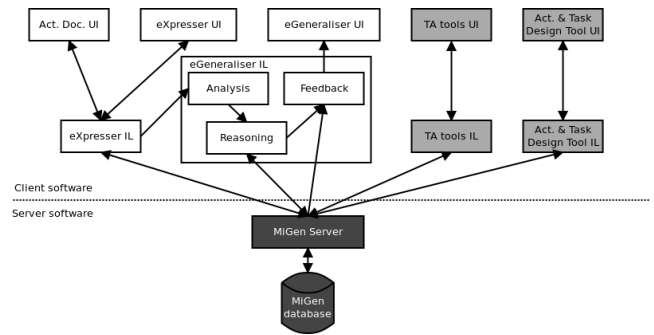 Act. Doc. UI
eXpresser UI
eGeneraliser UI
TA tools UI
Act. & Task
Design Tool UI
eGeneraliser IL
Analysis
Feedback
eXpresser IL
Reasoning
TA tools IL
Act. & Task
Design Tool IL
Client software
Server software
MiGen Server
MiGen
database